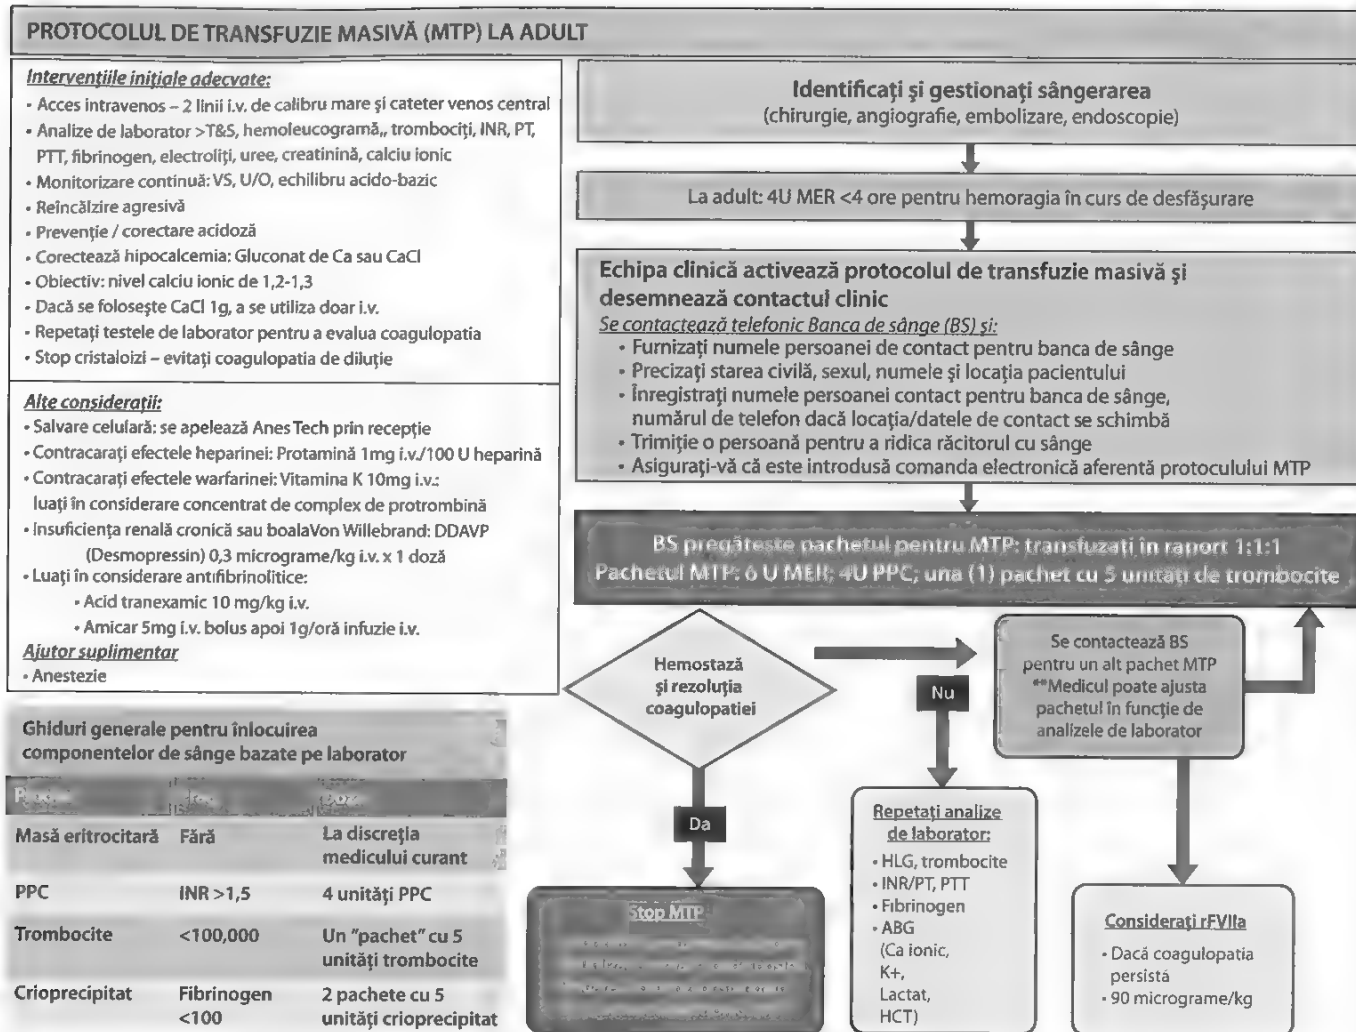 PROTOCOLUL DE TRANSFUZIE MASIVĂ (MTP) LA ADULT
Intervențiile inițiale adecvate:
• Acces intravenos – 2 linii i.v. de calibru mare și cateter venos central
• Analize de laborator >T&S, hemoleucogramă,, trombociți, INR, PT,
PTT, fibrinogen, electroliți, uree, creatinină, calciu ionic
• Monitorizare continuă: VS, U/O, echilibru acido-bazic
• Reîncălzire agresivă
• Prevenție / corectare acidoză
• Corectează hipocalcemia: Gluconat de Ca sau CaCl
• Obiectiv: nivel calciu ionic de 1,2-1,3
• Dacă se folosește CaCl 1g, a se utiliza doar i.v.
• Repetați testele de laborator pentru a evalua coagulopatia
• Stop cristaloizi – evitați coagulopatia de diluție
Alte considerații:
• Salvare celulară: se apelează Anes Tech prin recepție
• Contracarați efectele heparinei: Protamină 1mg i.v./100 U heparină
• Contracarați efectele warfarinei: Vitamina K 10mg i.v.:
luați în considerare concentrat de complex de protrombină
• Insuficiența renală cronică sau boalaVon Willebrand: DDAVP
(Desmopressin) 0,3 micrograme/kg i.v. x 1 doză
• Luați în considerare antifibrinolitice:
• Acid tranexamic 10 mg/kg i.v.
• Amicar 5mg i.v. bolus apoi 1g/oră infuzie i.v.
Ajutor suplimentar
• Anestezie
Ghiduri generale pentru înlocuirea
componentelor de sânge bazate pe laborator
Masă eritrocitară Fără La discreția
medicului curant
PPC INR >1,5 4 unități PPC
Trombocite <100,000 Un "pachet" cu 5
unități trombocite
Crioprecipitat Fibrinogen 2 pachete cu 5
<100 unități crioprecipitat
Identificați și gestionați sângerarea
(chirurgie, angiografie, embolizare, endoscopie)
La adult: 4U MER <4 ore pentru hemoragia în curs de desfășurare
Echipa clinică activează protocolul de transfuzie masivă și
desemnează contactul clinic
Se contactează telefonic Banca de sânge (BS) și:
• Furnizați numele persoanei de contact pentru banca de sânge
• Precizați starea civilă, sexul, numele și locația pacientului
• Înregistrați numele persoanei contact pentru banca de sânge,
numărul de telefon dacă locația/datele de contact se schimbă
• Trimiție o persoană pentru a ridica răcitorul cu sânge
• Asigurați-vă că este introdusă comanda electronică aferentă protoculului MTP
BS pregătește pachetul pentru MTP: transfuzați în raport 1:1:1
Pachetul MTP: 6 U MER; 4U PPC; una (1) pachet cu 5 unități de trombocite
Hemostază
și rezoluția
coagulopatiei
Nu
Se contactează BS
pentru un alt pachet MTP
**Medicul poate ajusta
pachetul în funcție de
analizele de laborator
Da
Stop MTP
Repetați analize
de laborator:
• HLG, trombocite
• INR/PT, PTT
• Fibrinogen
• ABG
(Ca ionic,
K+,
Lactat,
HCT)
Considerați rFVIIa
• Dacă coagulopatia
persistă
• 90 micrograme/kg